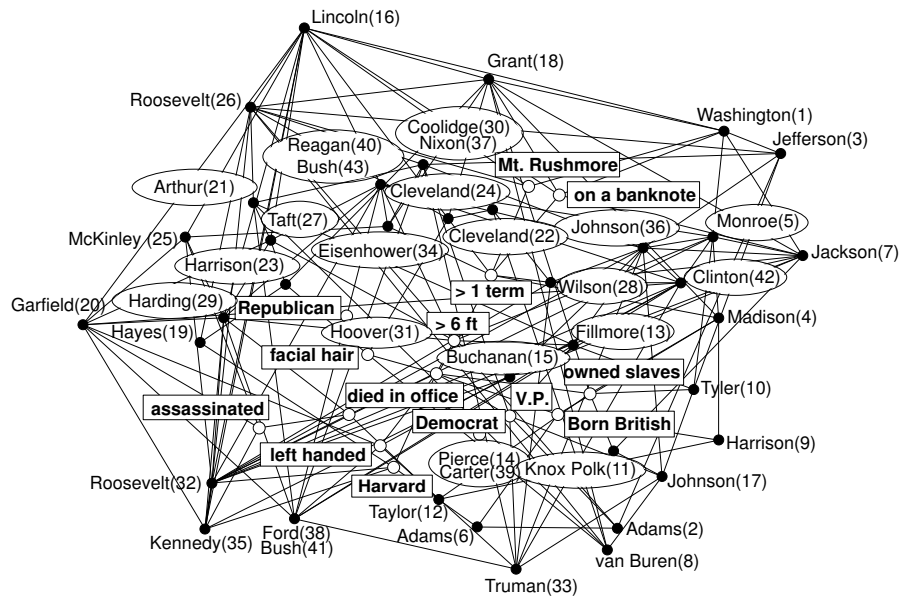 Lincoln(16)
Grant(18)
Roosevelt(26)
Washington(1)
Coolidge(30)
Nixon(37)
Jefferson(3)
Reagan(40)
Bush(43)
Mt. Rushmore
Arthur(21)
Cleveland(24)
on a banknote
Taft(27)
Johnson(36)
Monroe(5)
McKinley (25)
Eisenhower(34)
Cleveland(22)
Jackson(7)
Harrison(23)
Clinton(42)
Garfield(20)
Harding(29)
Republican
> 1 term
Wilson(28)
Madison(4)
Hayes(19)
Hoover(31)
> 6 ft
Fillmore(13)
facial hair
Buchanan(15)
owned slaves
Tyler(10)
assassinated
died in office
V.P.
Democrat
Born British
Harrison(9)
left handed
Pierce(14)
Carter(39)
Knox Polk(11)
Roosevelt(32)
Harvard
Johnson(17)
Taylor(12)
Kennedy(35)
Ford(38)
Bush(41)
Adams(6)
Adams(2)
van Buren(8)
Truman(33)